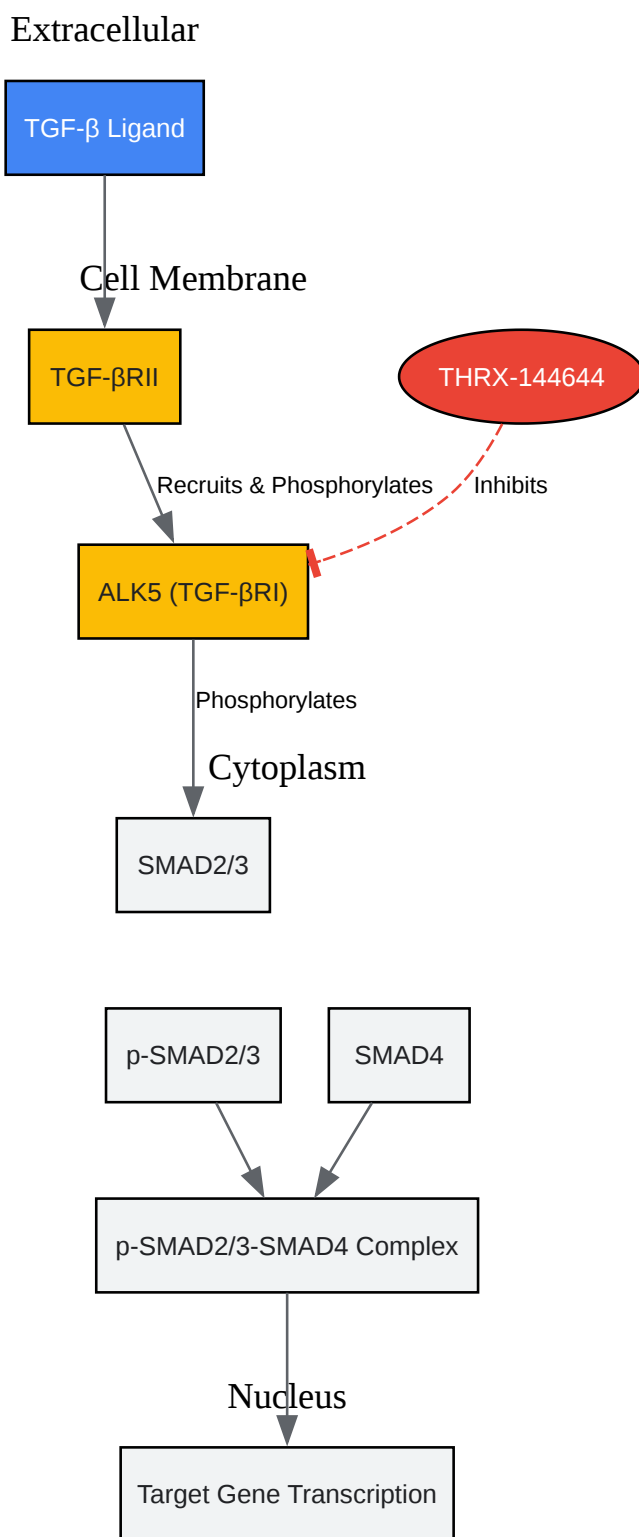 Extracellular
TGF-β Ligand
Cell Membrane
TGF-βRII
THRX-144644
Recruits & Phosphorylates
Inhibits
ALK5 (TGF-βRI)
Phosphorylates
Cytoplasm
SMAD2/3
p-SMAD2/3
SMAD4
p-SMAD2/3-SMAD4 Complex
Nucleus
Target Gene Transcription